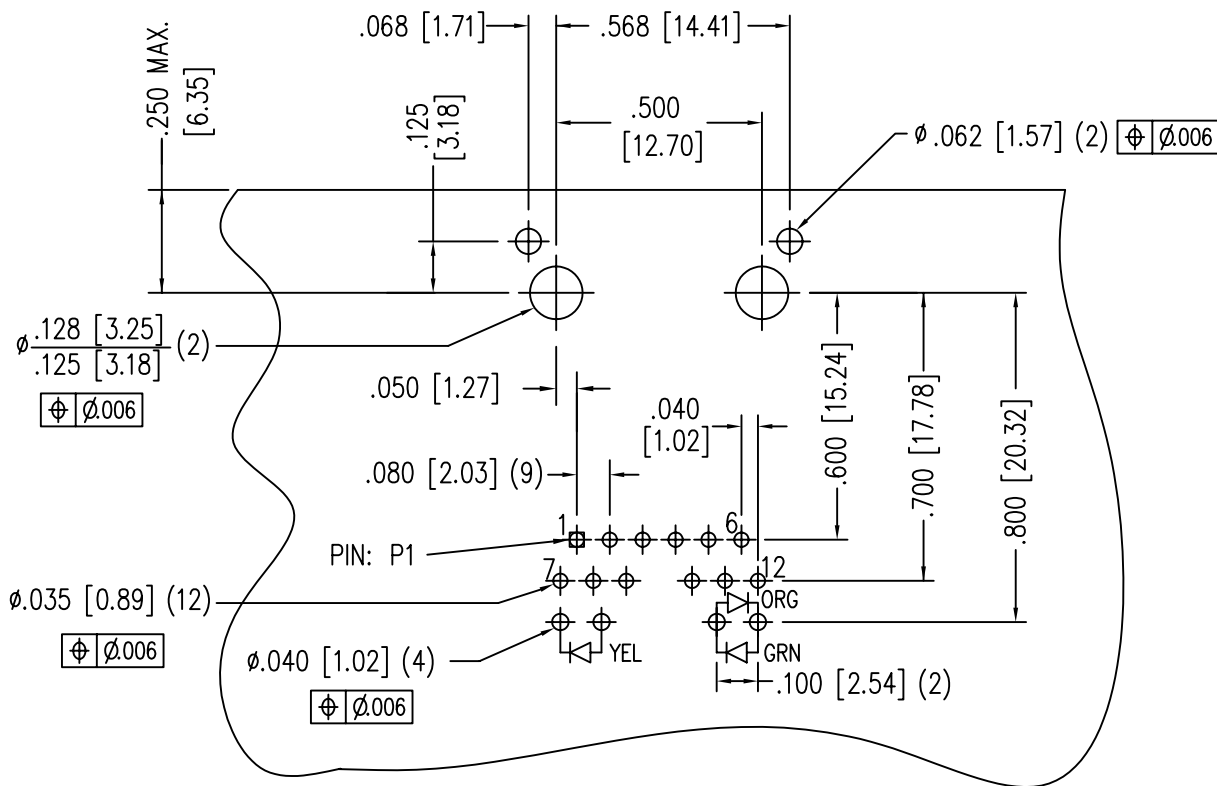 .068 [1.71]
.568 [14.41]
.250 MAX.
[6.35]
.125
[3.18]
.500
[12.70]
ø .062 [1.57] (2) ⌖ Ø.006
ø .128 [3.25]
.125 [3.18] (2)
⌖ Ø.006
.050 [1.27]
.040
[1.02]
.600 [15.24]
.700 [17.78]
.800 [20.32]
.080 [2.03] (9)
1
6
PIN: P1
7
12
ø.035 [0.89] (12)
⌖ Ø.006
ORG
YEL
GRN
ø.040 [1.02] (4)
⌖ Ø.006
.100 [2.54] (2)